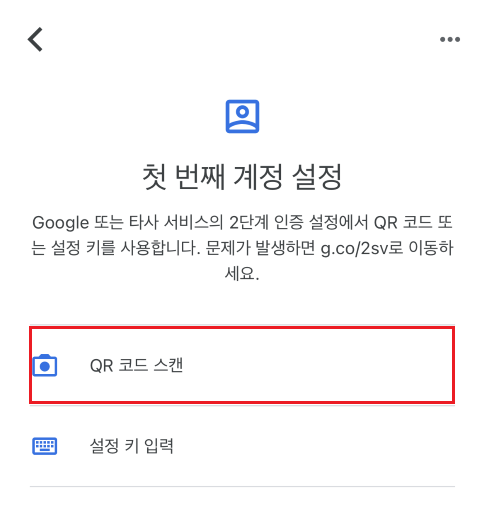 첫 번째 계정 설정
Google 또는 타사 서비스의 2단계 인증 설정에서 QR 코드 또
는 설정 키를 사용합니다. 문제가 발생하면 g.co/2sv로 이동하
세요.
QR 코드 스캔
설정 키 입력